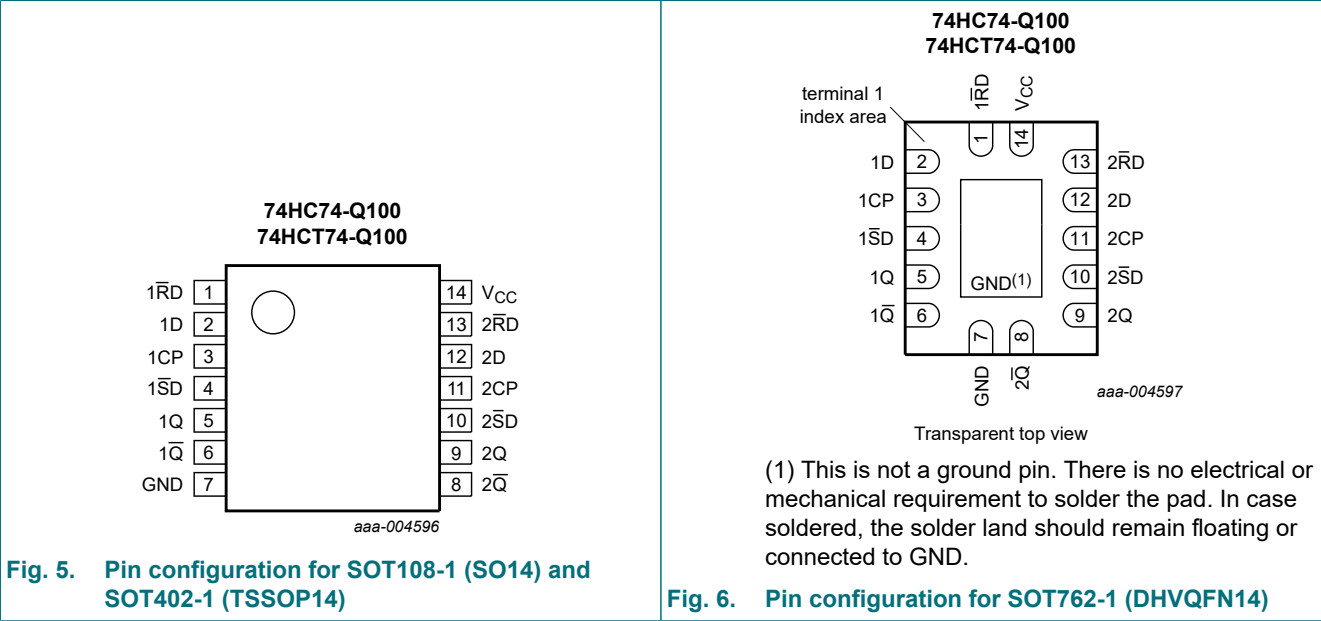 74HC74-Q100
74HCT74-Q100
1R̅D 1
1D 2
1CP 3
1S̅D 4
1Q 5
1Q̅ 6
GND 7
14 VCC
13 2R̅D
12 2D
11 2CP
10 2S̅D
9 2Q
8 2Q̅
aaa-004596
Fig. 5. Pin configuration for SOT108-1 (SO14) and
SOT402-1 (TSSOP14)
74HC74-Q100
74HCT74-Q100
terminal 1
index area
1R̅D
VCC
1
14
1D 2
1CP 3
1S̅D 4
1Q 5
1Q̅ 6
13 2R̅D
12 2D
11 2CP
10 2S̅D
9 2Q
GND(1)
7
8
GND
2Q̅
aaa-004597
Transparent top view
(1) This is not a ground pin. There is no electrical or
mechanical requirement to solder the pad. In case
soldered, the solder land should remain floating or
connected to GND.
Fig. 6. Pin configuration for SOT762-1 (DHVQFN14)